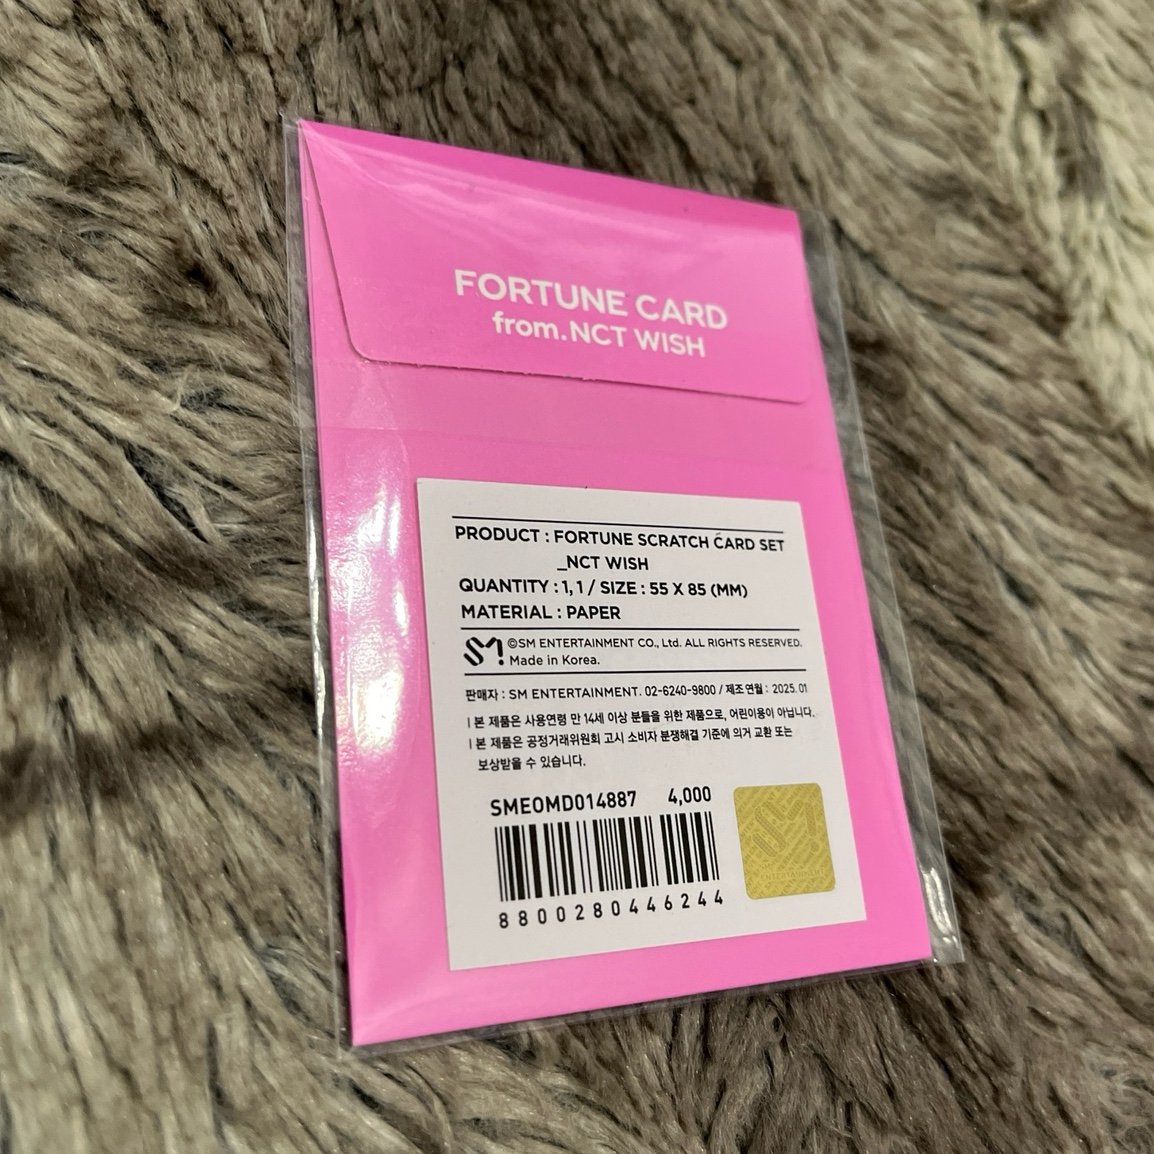 FORTUNE CARD
from.NCT WISH
PRODUCT : FORTUNE SCRATCH CARD SET
_NCT WISH
QUANTITY : 1, 1 / SIZE : 55 X 85 (MM)
MATERIAL : PAPER
SM
©SM ENTERTAINMENT CO., Ltd. ALL RIGHTS RESERVED.
Made in Korea.
판매자 : SM ENTERTAINMENT. 02-6240-9800 / 제조연월 : 2025.01
| 본 제품은 사용연령 만 14세 이상 분들을 위한 제품으로, 어린이용이 아닙니다.
| 본 제품은 공정거래위원회 고시 소비자 분쟁해결 기준에 의거 교환 또는
보상받을 수 있습니다.
SMEOMD014887 4,000
8800280446244
SM
ENTERTAINMENT